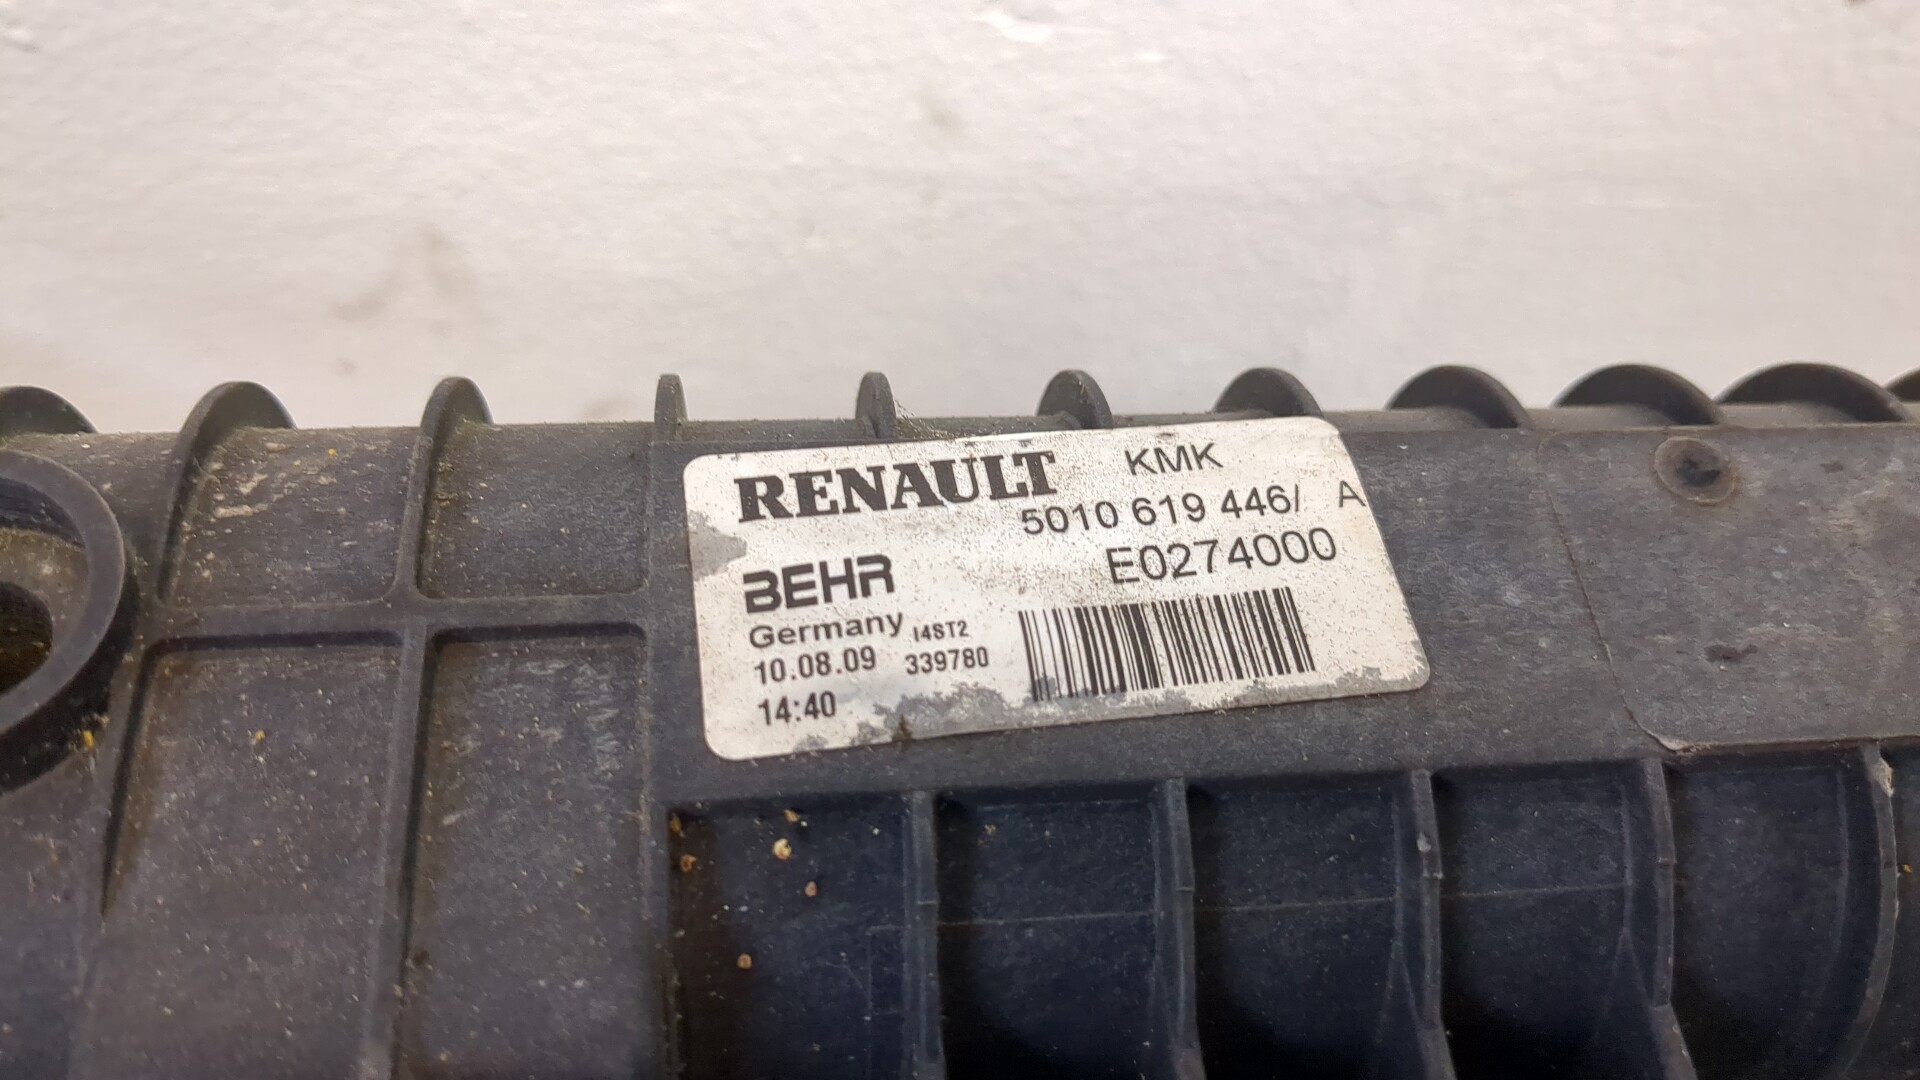 RENAULT KMK
5010 619 446/ A
E0274000
BEHR
Germany I4ST2
10.08.09 339780
14:40